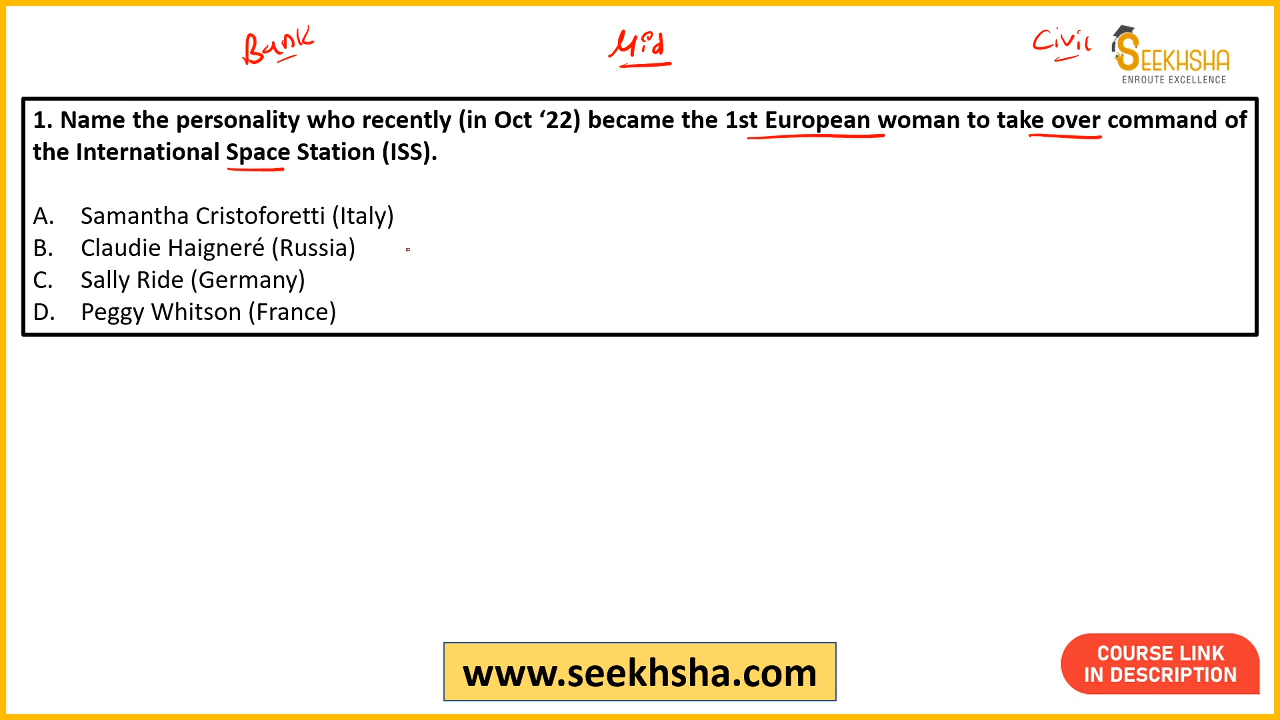 Bank Mid Civil
SEEKHSHA
ENROUTE EXCELLENCE
1. Name the personality who recently (in Oct ‘22) became the 1st European woman to take over command of
the International Space Station (ISS).
A. Samantha Cristoforetti (Italy)
B. Claudie Haigneré (Russia)
C. Sally Ride (Germany)
D. Peggy Whitson (France)
www.seekhsha.com
COURSE LINK
IN DESCRIPTION